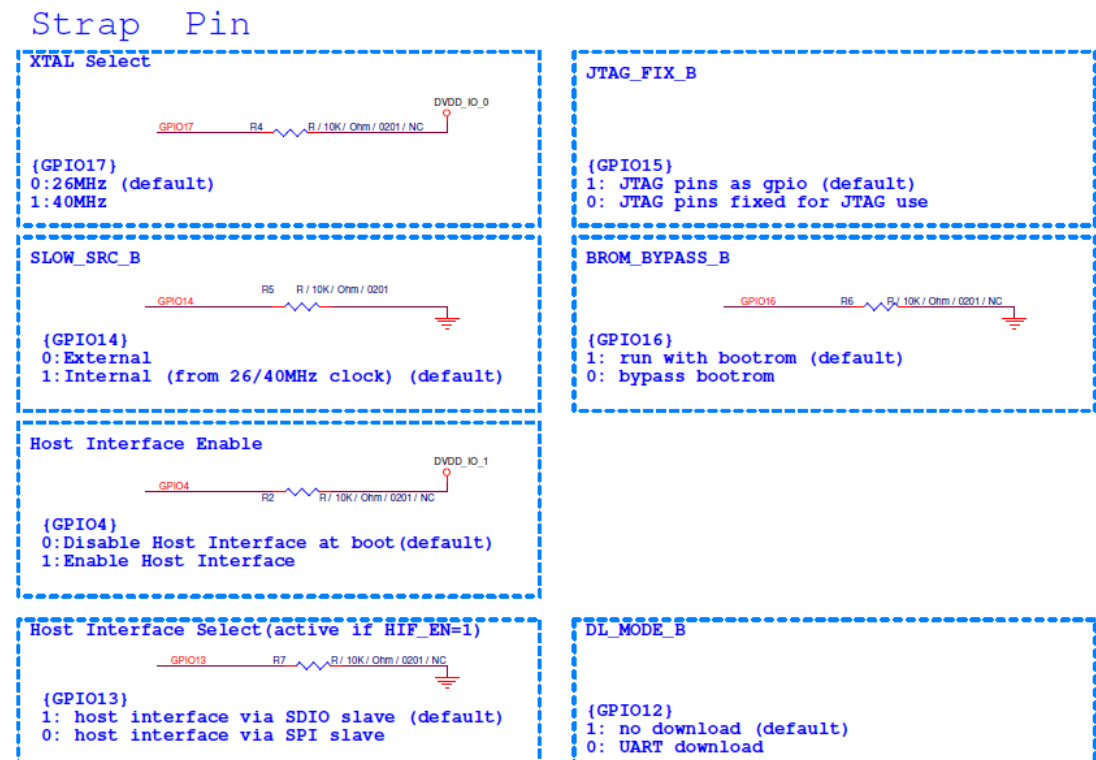 Strap Pin
XTAL Select
DVDD_IO_0
GPIO17 R4 R / 10K / Ohm / 0201 / NC
{GPIO17}
0:26MHz (default)
1:40MHz
JTAG_FIX_B
{GPIO15}
1: JTAG pins as gpio (default)
0: JTAG pins fixed for JTAG use
SLOW_SRC_B
R5 R / 10K / Ohm / 0201
GPIO14
{GPIO14}
0:External
1:Internal (from 26/40MHz clock) (default)
BROM_BYPASS_B
GPIO16 R6 R / 10K / Ohm / 0201 / NC
{GPIO16}
1: run with bootrom (default)
0: bypass bootrom
Host Interface Enable
DVDD_IO_1
GPIO4
R2 R / 10K / Ohm / 0201 / NC
{GPIO4}
0:Disable Host Interface at boot(default)
1:Enable Host Interface
Host Interface Select(active if HIF_EN=1)
GPIO13 R7 R / 10K / Ohm / 0201 / NC
{GPIO13}
1: host interface via SDIO slave (default)
0: host interface via SPI slave
DL_MODE_B
{GPIO12}
1: no download (default)
0: UART download